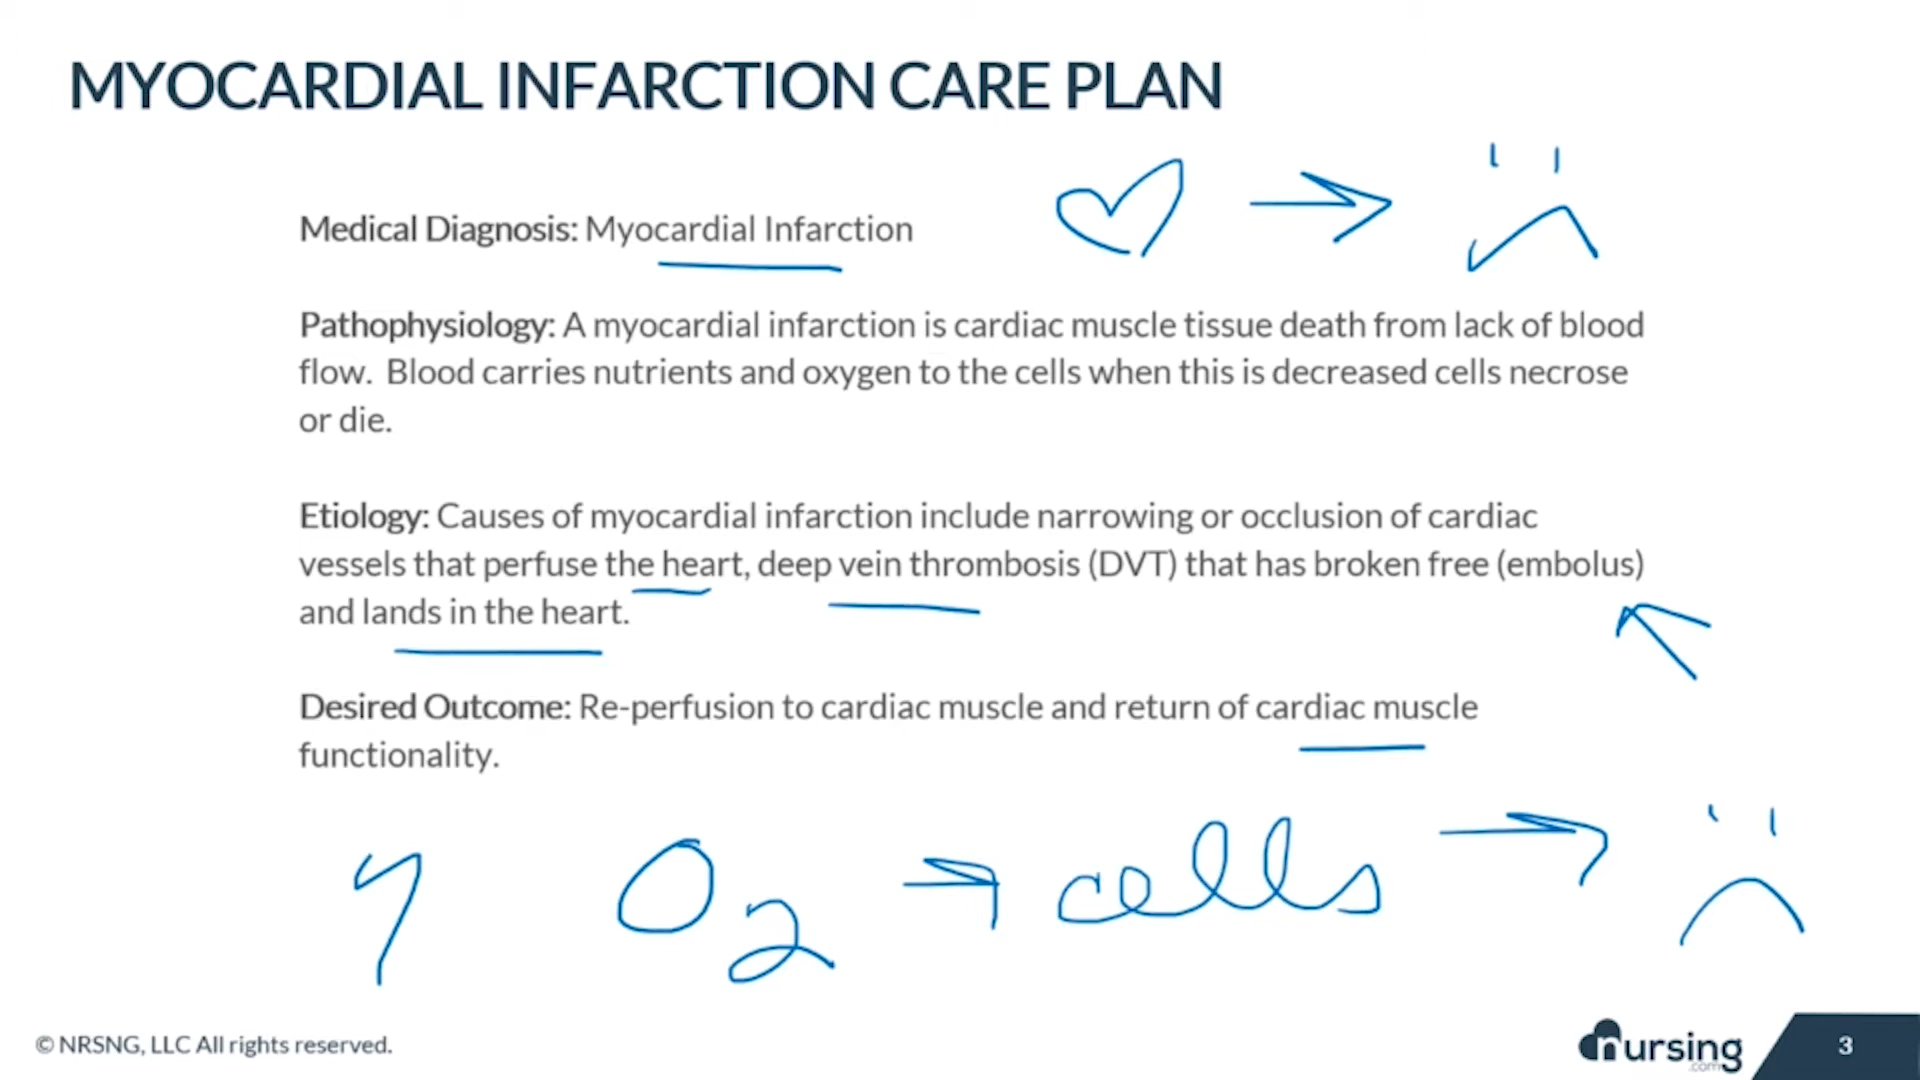 MYOCARDIAL INFARCTION CARE PLAN
Medical Diagnosis: Myocardial Infarction
Pathophysiology: A myocardial infarction is cardiac muscle tissue death from lack of blood
flow. Blood carries nutrients and oxygen to the cells when this is decreased cells necrose
or die.
Etiology: Causes of myocardial infarction include narrowing or occlusion of cardiac
vessels that perfuse the heart, deep vein thrombosis (DVT) that has broken free (embolus)
and lands in the heart.
Desired Outcome: Re-perfusion to cardiac muscle and return of cardiac muscle
functionality.
O2 → cells →
© NRSNG, LLC All rights reserved.
nursing
.com
3